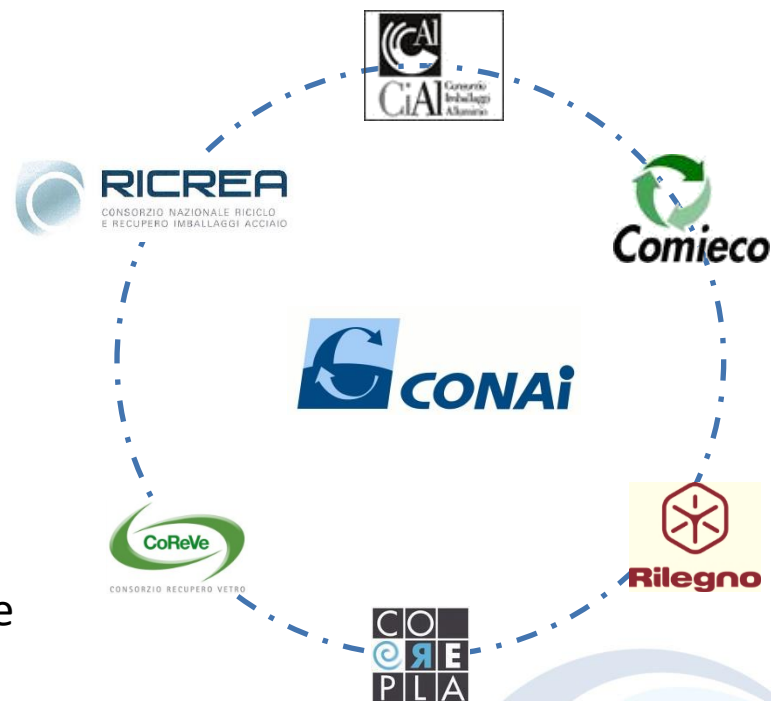 CAI
CiAl Consorzio
Imballaggi
Alluminio
RICREA
CONSORZIO NAZIONALE RICICLO
E RECUPERO IMBALLAGGI ACCIAIO
Comieco
CONAi
CoReVe
CONSORZIO RECUPERO VETRO
Rilegno
e
CO
RE
PLA